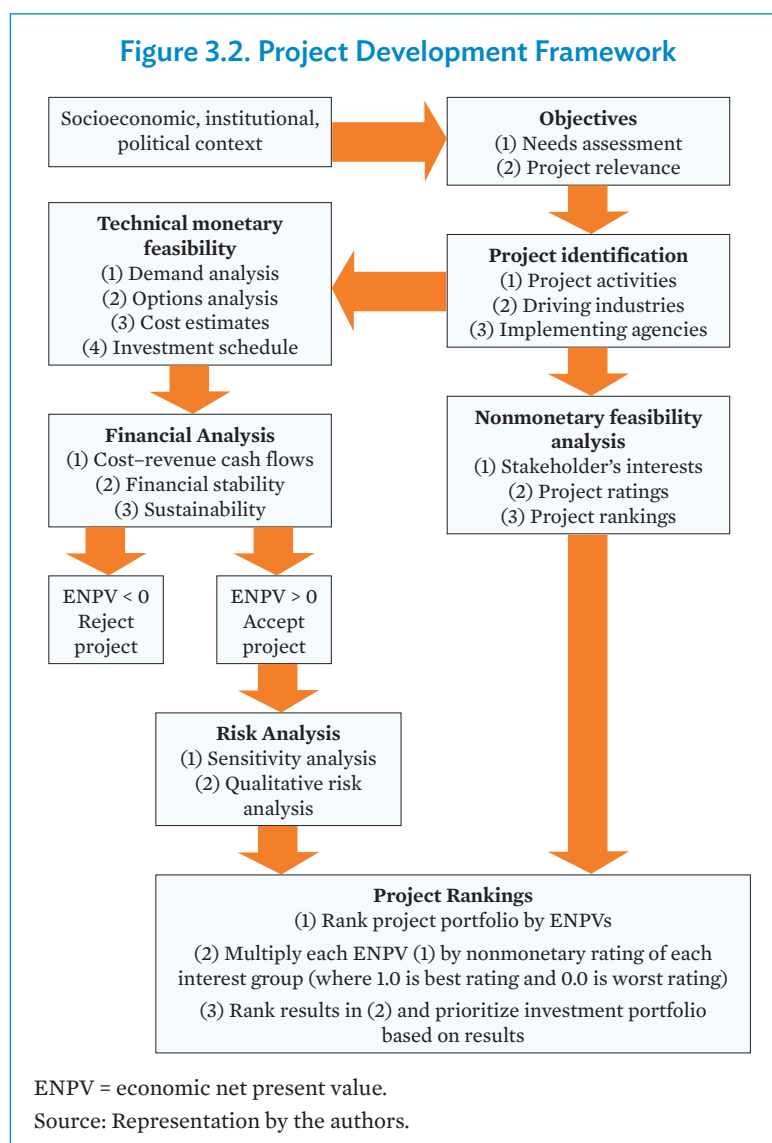 Figure 3.2. Project Development Framework
Socioeconomic, institutional,
political context
Objectives
(1) Needs assessment
(2) Project relevance
Technical monetary
feasibility
(1) Demand analysis
(2) Options analysis
(3) Cost estimates
(4) Investment schedule
Project identification
(1) Project activities
(2) Driving industries
(3) Implementing agencies
Financial Analysis
(1) Cost–revenue cash flows
(2) Financial stability
(3) Sustainability
Nonmonetary feasibility
analysis
(1) Stakeholder's interests
(2) Project ratings
(3) Project rankings
ENPV < 0
Reject
project
ENPV > 0
Accept
project
Risk Analysis
(1) Sensitivity analysis
(2) Qualitative risk
analysis
Project Rankings
(1) Rank project portfolio by ENPVs
(2) Multiply each ENPV (1) by nonmonetary rating of each
interest group (where 1.0 is best rating and 0.0 is worst rating)
(3) Rank results in (2) and prioritize investment portfolio
based on results
ENPV = economic net present value.
Source: Representation by the authors.